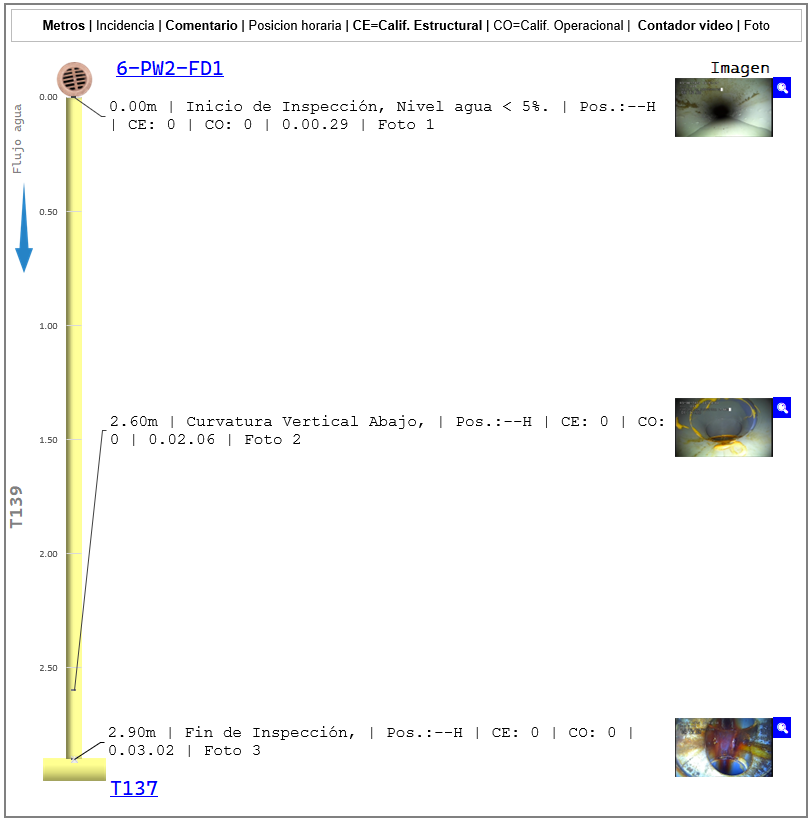 Metros | Incidencia | Comentario | Posicion horaria | CE=Calif. Estructural | CO=Calif. Operacional | Contador video | Foto
6-PW2-FD1
Imagen
0.00
0.00m | Inicio de Inspección, Nivel agua < 5%. | Pos.:--H
| CE: 0 | CO: 0 | 0.00.29 | Foto 1
Flujo agua
0.50
1.00
2.60m | Curvatura Vertical Abajo, | Pos.:--H | CE: 0 | CO:
0 | 0.02.06 | Foto 2
1.50
T139
2.00
2.50
2.90m | Fin de Inspección, | Pos.:--H | CE: 0 | CO: 0 |
0.03.02 | Foto 3
T137